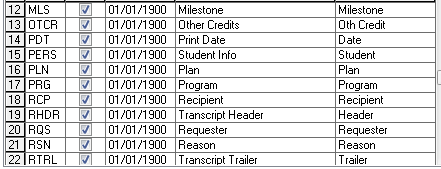 12 MLS 01/01/1900 Milestone Milestone
13 OTCR 01/01/1900 Other Credits Oth Credit
14 PDT 01/01/1900 Print Date Date
15 PERS 01/01/1900 Student Info Student
16 PLN 01/01/1900 Plan Plan
17 PRG 01/01/1900 Program Program
18 RCP 01/01/1900 Recipient Recipient
19 RHDR 01/01/1900 Transcript Header Header
20 RQS 01/01/1900 Requester Requester
21 RSN 01/01/1900 Reason Reason
22 RTRL 01/01/1900 Transcript Trailer Trailer